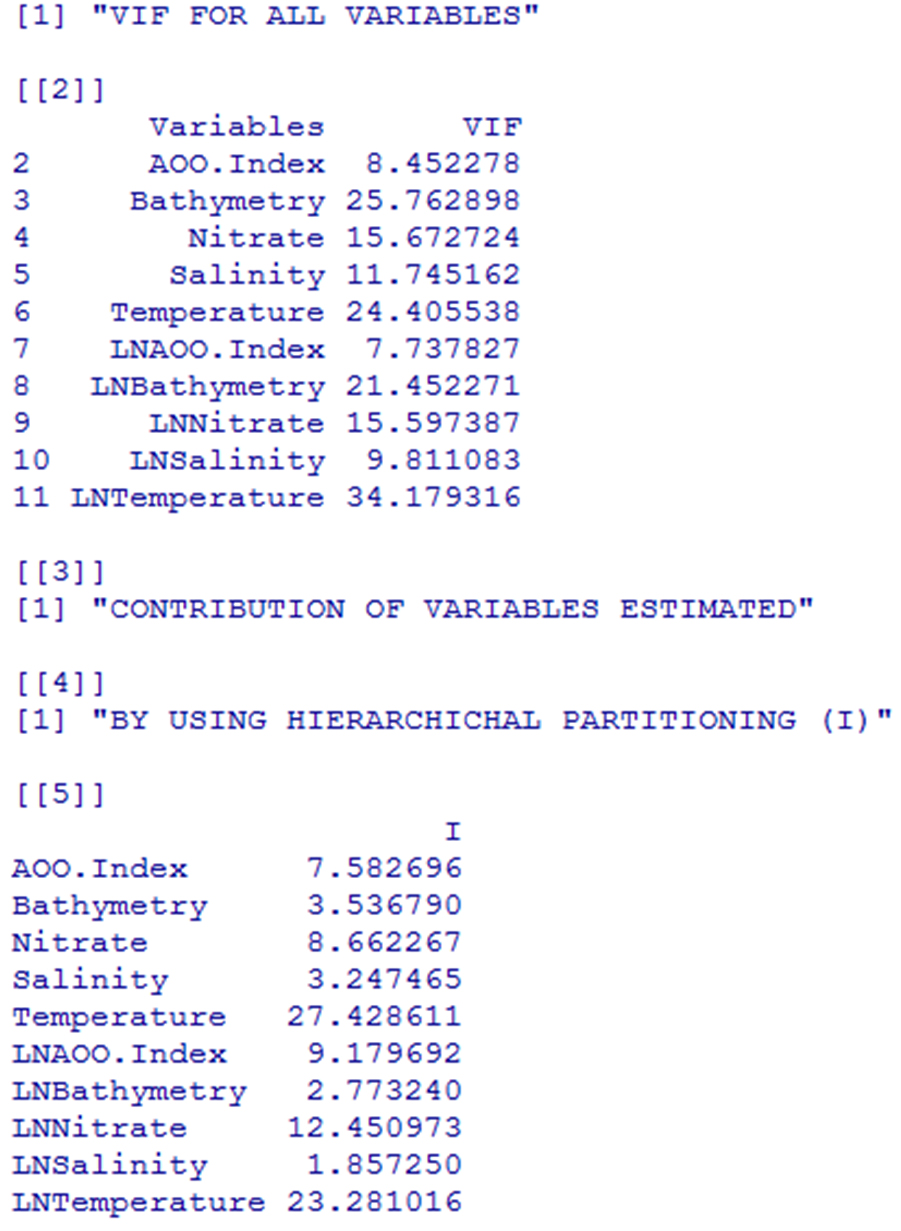 [1] "VIF FOR ALL VARIABLES"
[[2]]
Variables VIF
2 AOO.Index 8.452278
3 Bathymetry 25.762898
4 Nitrate 15.672724
5 Salinity 11.745162
6 Temperature 24.405538
7 LNAOO.Index 7.737827
8 LNBathymetry 21.452271
9 LNNitrate 15.597387
10 LNSalinity 9.811083
11 LNTemperature 34.179316
[[3]]
[1] "CONTRIBUTION OF VARIABLES ESTIMATED"
[[4]]
[1] "BY USING HIERARCHICHAL PARTITIONING (I)"
[[5]]
I
AOO.Index 7.582696
Bathymetry 3.536790
Nitrate 8.662267
Salinity 3.247465
Temperature 27.428611
LNAOO.Index 9.179692
LNBathymetry 2.773240
LNNitrate 12.450973
LNSalinity 1.857250
LNTemperature 23.281016